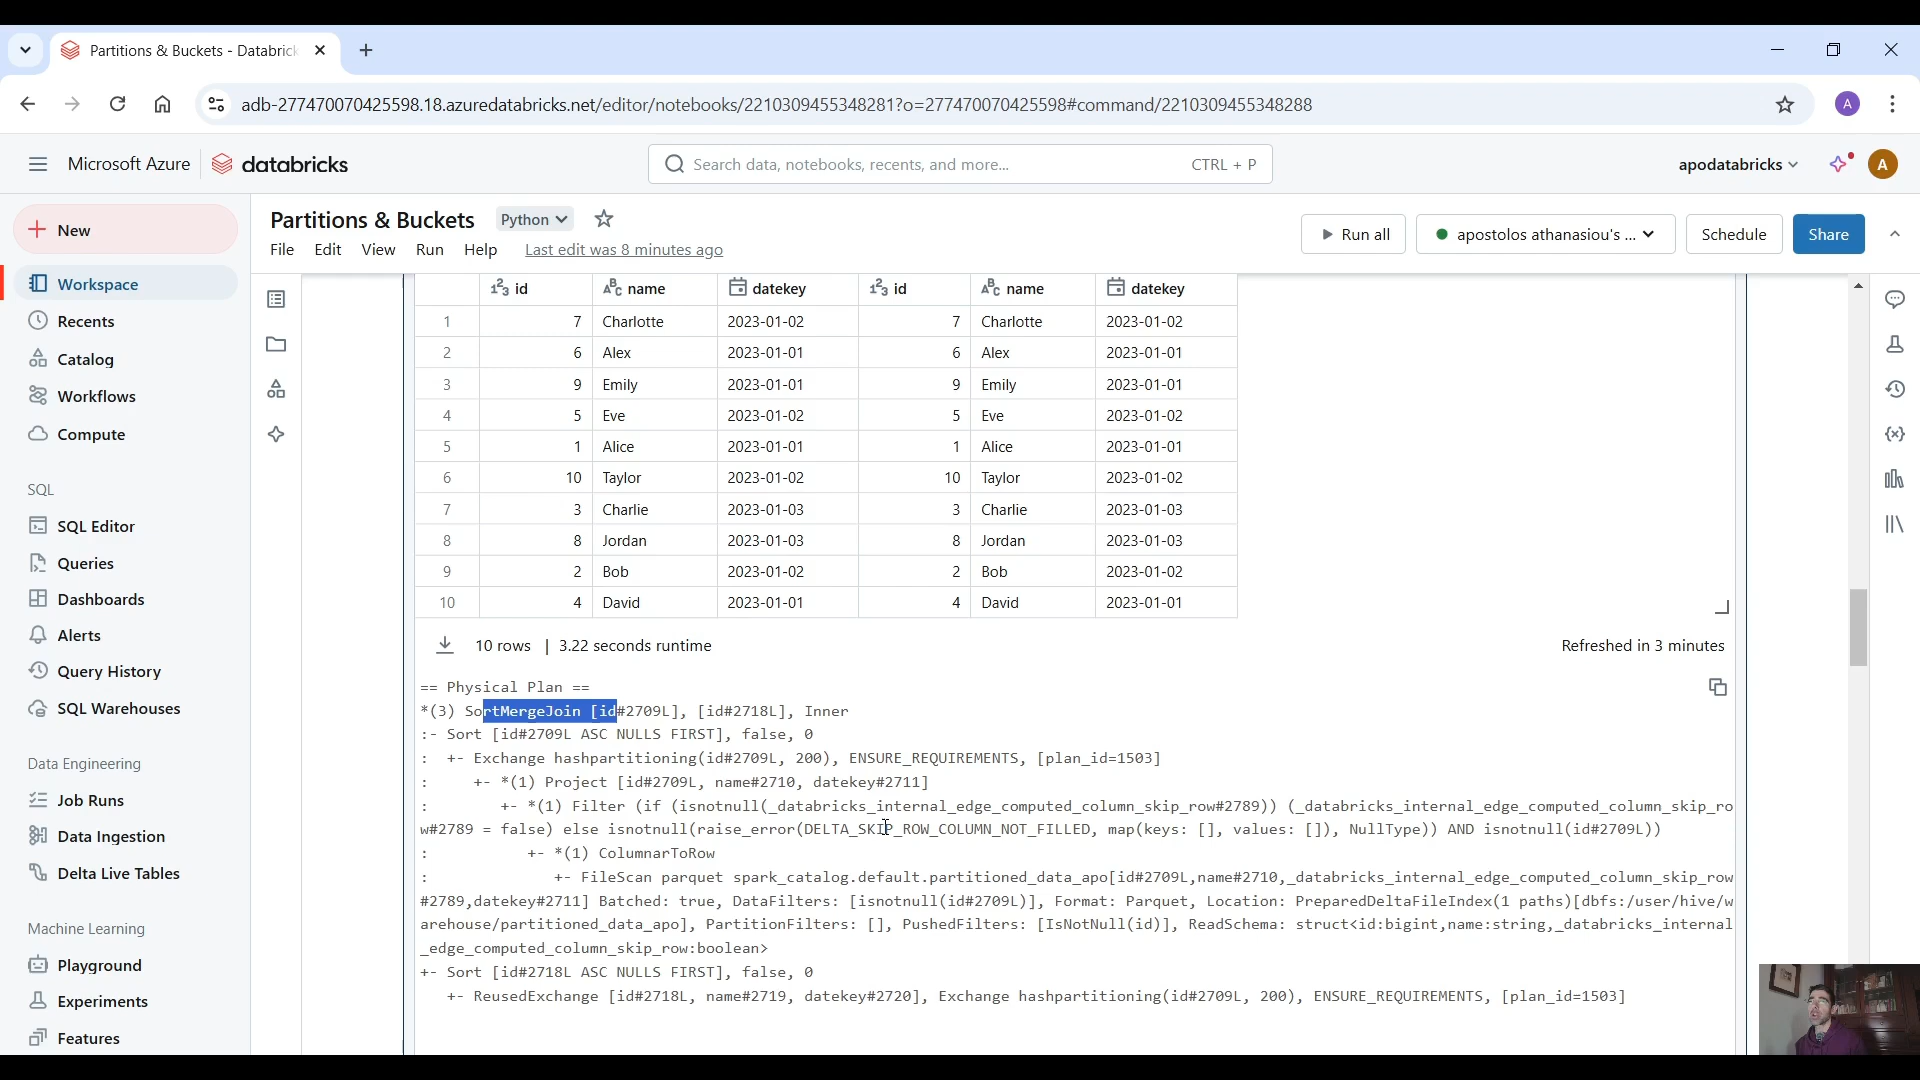 Partitions & Buckets - Databric
adb-277470070425598.18.azuredatabricks.net/editor/notebooks/2210309455348281?o=277470070425598#command/2210309455348288
A
Microsoft Azure databricks
Search data, notebooks, recents, and more... CTRL + P
apodatabricks
A
New
Workspace
Recents
Catalog
Workflows
Compute
SQL
SQL Editor
Queries
Dashboards
Alerts
Query History
SQL Warehouses
Data Engineering
Job Runs
Data Ingestion
Delta Live Tables
Machine Learning
Playground
Experiments
Features
Partitions & Buckets Python
File Edit View Run Help Last edit was 8 minutes ago
Run all apostolos athanasiou's ... Schedule Share
id name datekey id name datekey
1 7 Charlotte 2023-01-02 7 Charlotte 2023-01-02
2 6 Alex 2023-01-01 6 Alex 2023-01-01
3 9 Emily 2023-01-01 9 Emily 2023-01-01
4 5 Eve 2023-01-02 5 Eve 2023-01-02
5 1 Alice 2023-01-01 1 Alice 2023-01-01
6 10 Taylor 2023-01-02 10 Taylor 2023-01-02
7 3 Charlie 2023-01-03 3 Charlie 2023-01-03
8 8 Jordan 2023-01-03 8 Jordan 2023-01-03
9 2 Bob 2023-01-02 2 Bob 2023-01-02
10 4 David 2023-01-01 4 David 2023-01-01
10 rows | 3.22 seconds runtime Refreshed in 3 minutes
== Physical Plan ==
*(3) SortMergeJoin [id#2709L], [id#2718L], Inner
:- Sort [id#2709L ASC NULLS FIRST], false, 0
: +- Exchange hashpartitioning(id#2709L, 200), ENSURE_REQUIREMENTS, [plan_id=1503]
: +- *(1) Project [id#2709L, name#2710, datekey#2711]
: +- *(1) Filter (if (isnotnull(_databricks_internal_edge_computed_column_skip_row#2789)) (_databricks_internal_edge_computed_column_skip_ro
w#2789 = false) else isnotnull(raise_error(DELTA_SKIP_ROW_COLUMN_NOT_FILLED, map(keys: [], values: []), NullType)) AND isnotnull(id#2709L))
: +- *(1) ColumnarToRow
: +- FileScan parquet spark_catalog.default.partitioned_data_apo[id#2709L,name#2710,_databricks_internal_edge_computed_column_skip_row
#2789,datekey#2711] Batched: true, DataFilters: [isnotnull(id#2709L)], Format: Parquet, Location: PreparedDeltaFileIndex(1 paths)[dbfs:/user/hive/w
arehouse/partitioned_data_apo], PartitionFilters: [], PushedFilters: [IsNotNull(id)], ReadSchema: struct<id:bigint,name:string,_databricks_internal
_edge_computed_column_skip_row:boolean>
+- Sort [id#2718L ASC NULLS FIRST], false, 0
+- ReusedExchange [id#2718L, name#2719, datekey#2720], Exchange hashpartitioning(id#2709L, 200), ENSURE_REQUIREMENTS, [plan_id=1503]